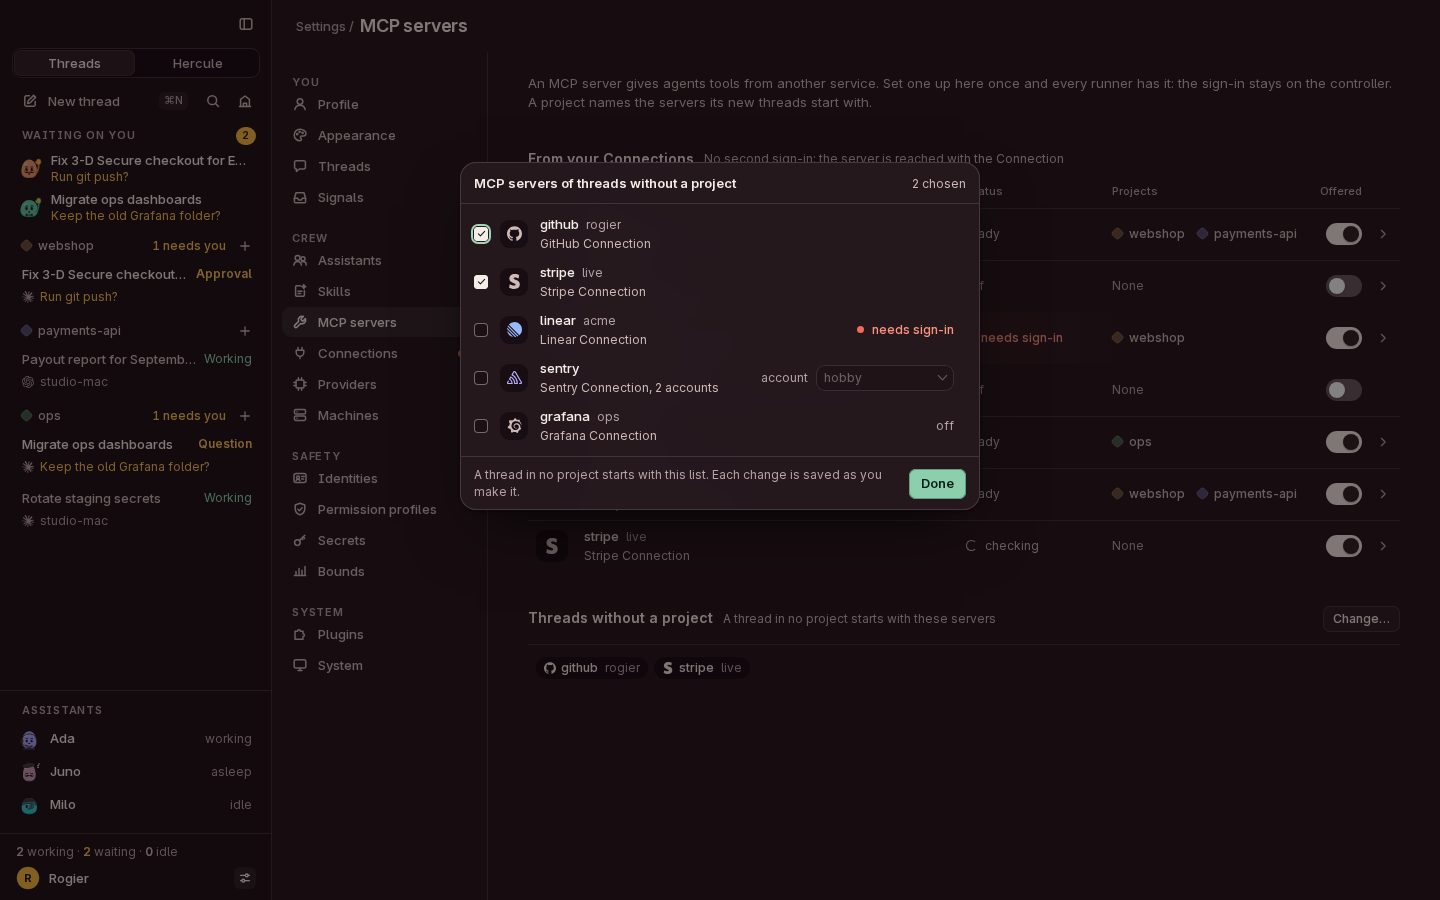 Threads
Hercule
New thread
⌘N
WAITING ON YOU
2
Fix 3-D Secure checkout for E…
Run git push?
Migrate ops dashboards
Keep the old Grafana folder?
webshop
1 needs you
Fix 3-D Secure checkout…
Approval
Run git push?
payments-api
Payout report for Septemb…
Working
studio-mac
ops
1 needs you
Migrate ops dashboards
Question
Keep the old Grafana folder?
Rotate staging secrets
Working
studio-mac
ASSISTANTS
Ada
working
Juno
asleep
Milo
idle
2 working · 2 waiting · 0 idle
R
Rogier
Settings / MCP servers
YOU
Profile
Appearance
Threads
Signals
CREW
Assistants
Skills
MCP servers
Connections
Providers
Machines
SAFETY
Identities
Permission profiles
Secrets
Bounds
SYSTEM
Plugins
System
An MCP server gives agents tools from another service. Set one up here once and every runner has it: the sign-in stays on the controller.
A project names the servers its new threads start with.
From your Connections
No second sign-in: the server is reached with the Connection
Projects
Offered
webshop
payments-api
None
needs sign-in
webshop
None
ops
webshop
payments-api
stripe live
Stripe Connection
checking
None
Threads without a project
A thread in no project starts with these servers
Change…
github rogier
stripe live
MCP servers of threads without a project
2 chosen
github rogier
GitHub Connection
stripe live
Stripe Connection
linear acme
Linear Connection
needs sign-in
sentry
Sentry Connection, 2 accounts
account
hobby
grafana ops
Grafana Connection
off
A thread in no project starts with this list. Each change is saved as you
make it.
Done